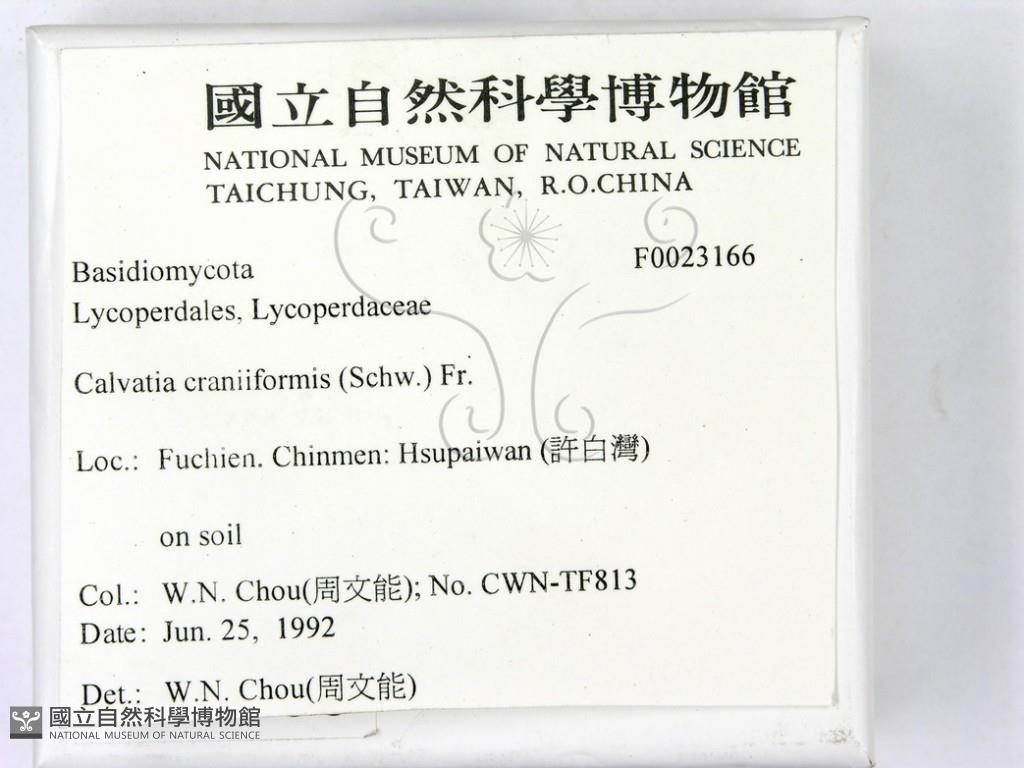 國立自然科學博物館
NATIONAL MUSEUM OF NATURAL SCIENCE
TAICHUNG, TAIWAN, R.O.CHINA
Basidiomycota F0023166
Lycoperdales, Lycoperdaceae
Calvatia craniiformis (Schw.) Fr.
Loc.: Fuchien. Chinmen: Hsupaiwan (許白灣)
on soil
Col.: W.N. Chou(周文能); No. CWN-TF813
Date: Jun. 25, 1992
Det.: W.N. Chou(周文能)
國立自然科學博物館
NATIONAL MUSEUM OF NATURAL SCIENCE